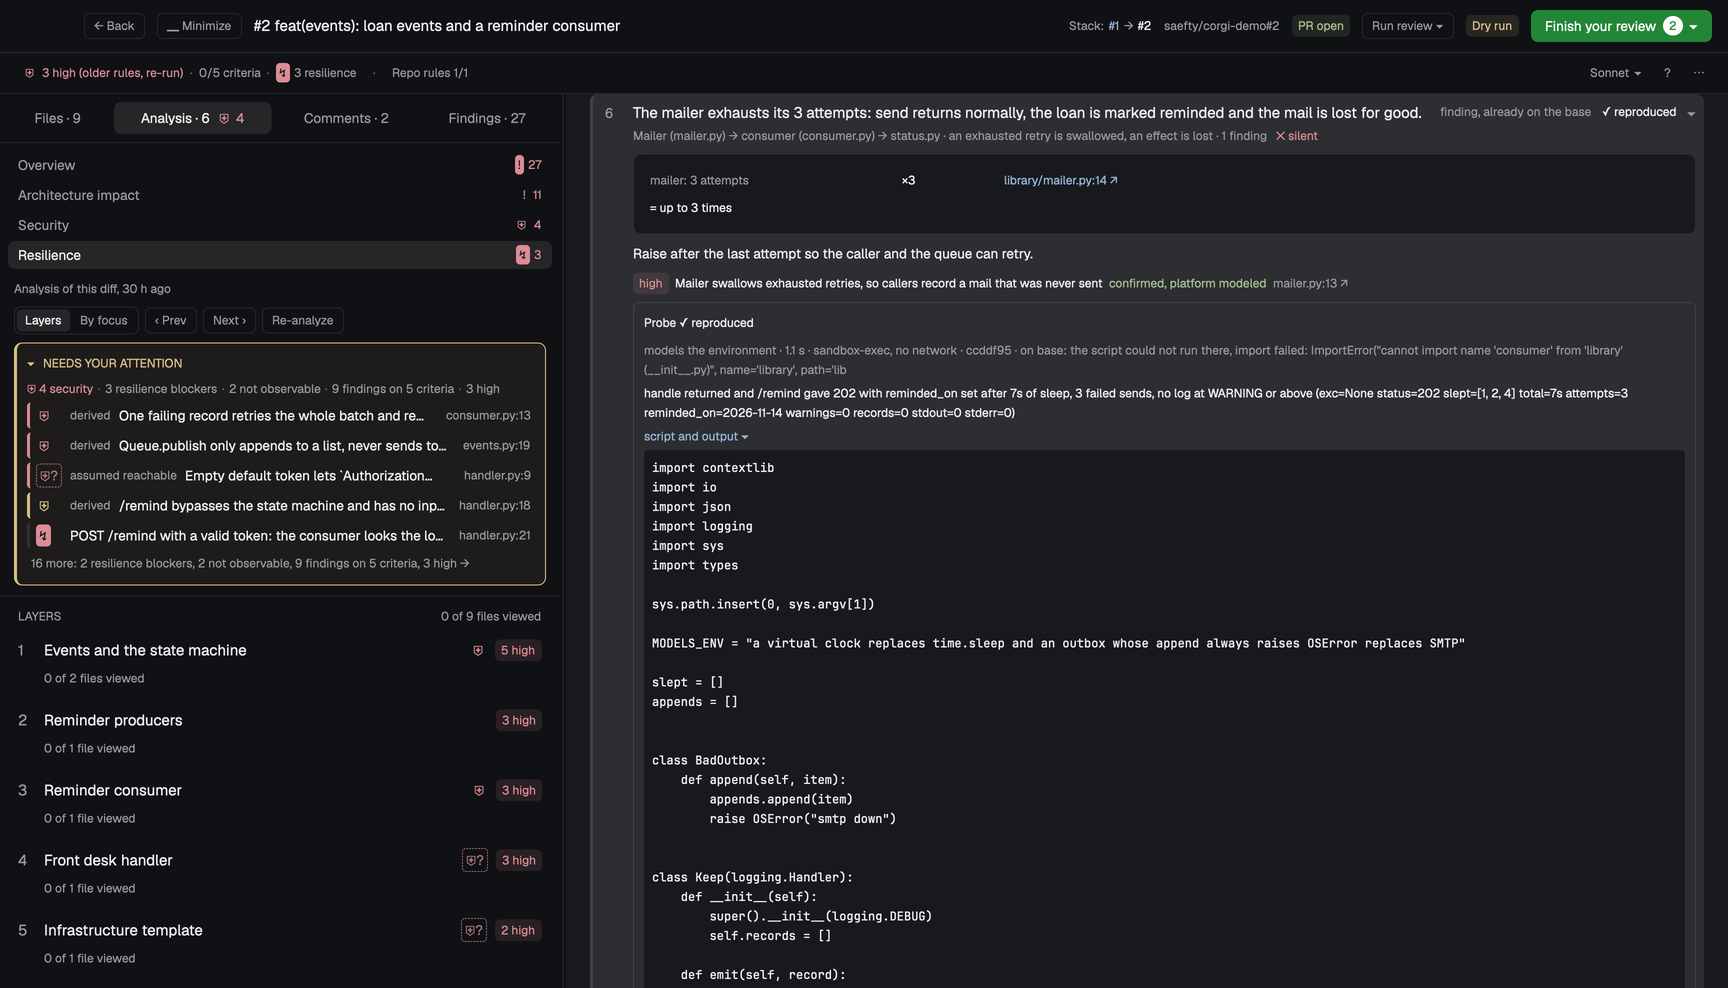 ← Back
__ Minimize
#2 feat(events): loan events and a reminder consumer
Stack: #1 → #2
saefty/corgi-demo#2
PR open
Run review
Dry run
Finish your review 2
3 high (older rules, re-run) · 0/5 criteria · 3 resilience · Repo rules 1/1
Sonnet
?
···
Files · 9
Analysis · 6 4
Comments · 2
Findings · 27
Overview ! 27
Architecture impact ! 11
Security 4
Resilience 3
Analysis of this diff, 30 h ago
Layers
By focus
‹ Prev
Next ›
Re-analyze
NEEDS YOUR ATTENTION
4 security · 3 resilience blockers · 2 not observable · 9 findings on 5 criteria · 3 high
derived One failing record retries the whole batch and re... consumer.py:13
derived Queue.publish only appends to a list, never sends to... events.py:19
? assumed reachable Empty default token lets `Authorization... handler.py:9
derived /remind bypasses the state machine and has no inp... handler.py:18
POST /remind with a valid token: the consumer looks the lo... handler.py:21
16 more: 2 resilience blockers, 2 not observable, 9 findings on 5 criteria, 3 high →
LAYERS
0 of 9 files viewed
1 Events and the state machine 5 high
0 of 2 files viewed
2 Reminder producers 3 high
0 of 1 file viewed
3 Reminder consumer 3 high
0 of 1 file viewed
4 Front desk handler ? 3 high
0 of 1 file viewed
5 Infrastructure template ? 2 high
0 of 1 file viewed
6 The mailer exhausts its 3 attempts: send returns normally, the loan is marked reminded and the mail is lost for good. finding, already on the base ✓ reproduced
Mailer (mailer.py) → consumer (consumer.py) → status.py · an exhausted retry is swallowed, an effect is lost · 1 finding ✕ silent
mailer: 3 attempts ×3 library/mailer.py:14 ↗
= up to 3 times
Raise after the last attempt so the caller and the queue can retry.
high Mailer swallows exhausted retries, so callers record a mail that was never sent confirmed, platform modeled mailer.py:13 ↗
Probe ✓ reproduced
models the environment · 1.1 s · sandbox-exec, no network · ccddf95 · on base: the script could not run there, import failed: ImportError("cannot import name 'consumer' from 'library'
(__init__.py)", name='library', path='lib
handle returned and /remind gave 202 with reminded_on set after 7s of sleep, 3 failed sends, no log at WARNING or above (exc=None status=202 slept=[1, 2, 4] total=7s attempts=3
reminded_on=2026-11-14 warnings=0 records=0 stdout=0 stderr=0)
script and output
import contextlib
import io
import json
import logging
import sys
import types
sys.path.insert(0, sys.argv[1])
MODELS_ENV = "a virtual clock replaces time.sleep and an outbox whose append always raises OSError replaces SMTP"
slept = []
appends = []
class BadOutbox:
def append(self, item):
appends.append(item)
raise OSError("smtp down")
class Keep(logging.Handler):
def __init__(self):
super().__init__(logging.DEBUG)
self.records = []
def emit(self, record):